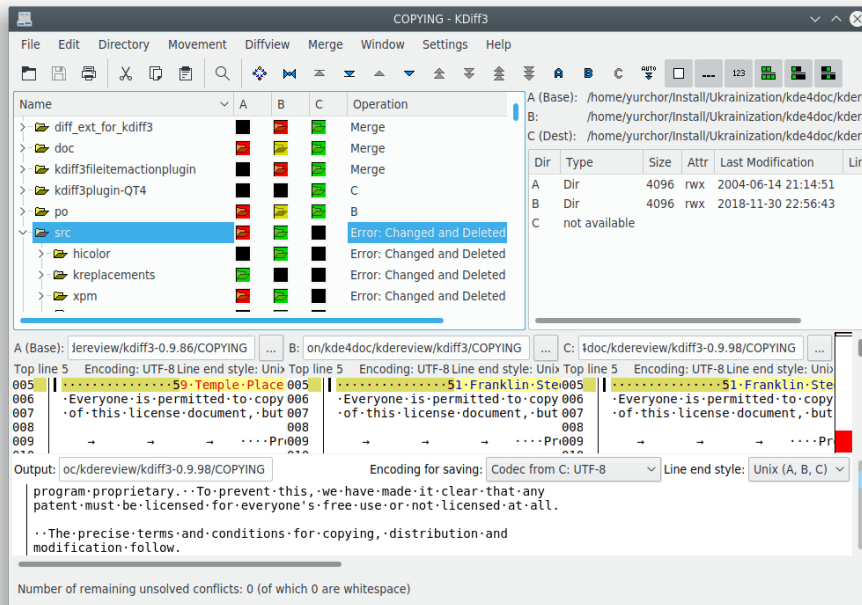 COPYING - KDiff3
File Edit Directory Movement Diffview Merge Window Settings Help
AUTO 123
Name A B C Operation
diff_ext_for_kdiff3 Merge
doc Merge
kdiff3fileitemactionplugin Merge
kdiff3plugin-QT4 C
po B
src Error: Changed and Deleted
hicolor Error: Changed and Deleted
kreplacements Error: Changed and Deleted
xpm Error: Changed and Deleted
A (Base): /home/yurchor/Install/Ukrainization/kde4doc/kder
B: /home/yurchor/Install/Ukrainization/kde4doc/kder
C (Dest): /home/yurchor/Install/Ukrainization/kde4doc/kder
Dir Type Size Attr Last Modification Lin
A Dir 4096 rwx 2004-06-14 21:14:51
B Dir 4096 rwx 2018-11-30 22:56:43
C not available
A (Base): dereview/kdiff3-0.9.86/COPYING ... B: on/kde4doc/kdereview/kdiff3/COPYING ... C: 4doc/kdereview/kdiff3-0.9.98/COPYING ...
Top line 5 Encoding: UTF-8 Line end style: Unix Top line 5 Encoding: UTF-8 Line end style: Unix Top line 5 Encoding: UTF-8 Line end style: Unix
005 ···············59·Temple·Place 005 ···············51·Franklin·Stre 005 ···············51·Franklin·Stre
006 ·Everyone·is·permitted·to·copy 006 ·Everyone·is·permitted·to·copy 006 ·Everyone·is·permitted·to·copy
007 ·of·this·license·document,·but 007 ·of·this·license·document,·but 007 ·of·this·license·document,·but
008 008 008
009 → → → ····Pr 009 → → → ····Pr 009 → → → ····Pr
Output: oc/kdereview/kdiff3-0.9.98/COPYING Encoding for saving: Codec from C: UTF-8 Line end style: Unix (A, B, C)
program·proprietary.··To·prevent·this,·we·have·made·it·clear·that·any
patent·must·be·licensed·for·everyone's·free·use·or·not·licensed·at·all.
··The·precise·terms·and·conditions·for·copying,·distribution·and
modification·follow.
Number of remaining unsolved conflicts: 0 (of which 0 are whitespace)